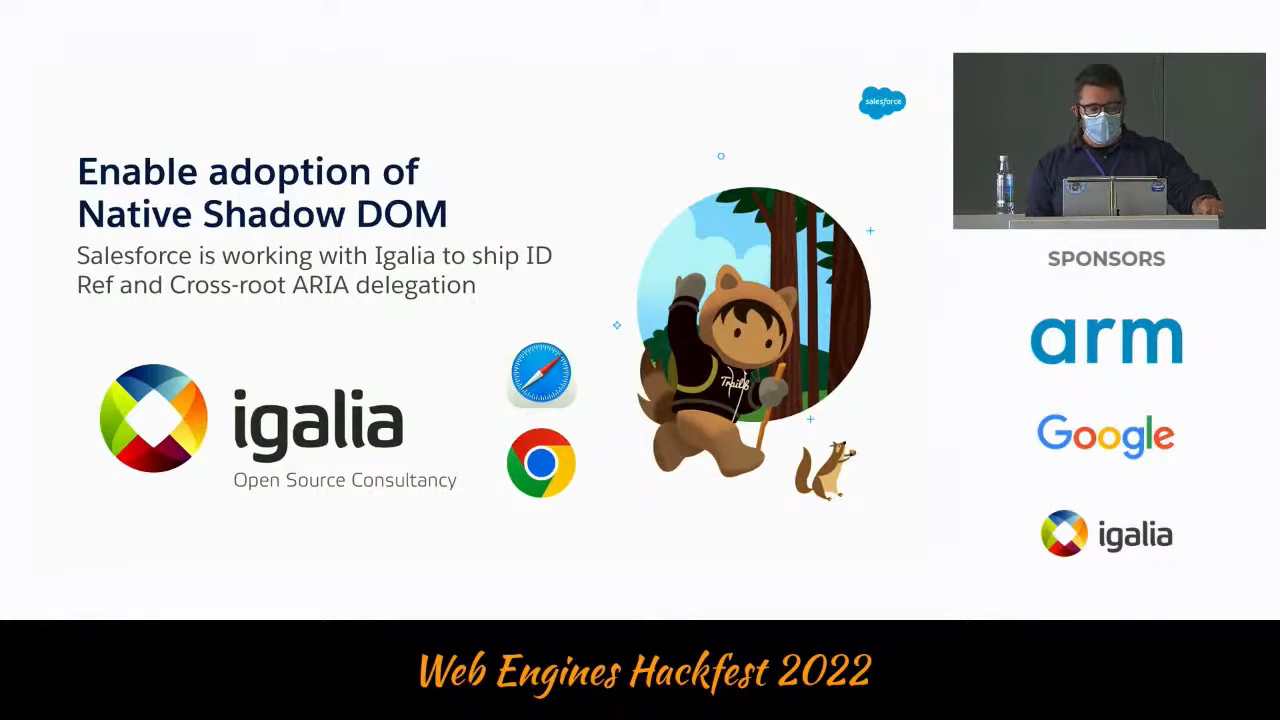 salesforce
Enable adoption of
Native Shadow DOM
Salesforce is working with Igalia to ship ID
Ref and Cross-root ARIA delegation
igalia
Open Source Consultancy
SPONSORS
arm
Google
igalia
Web Engines Hackfest 2022